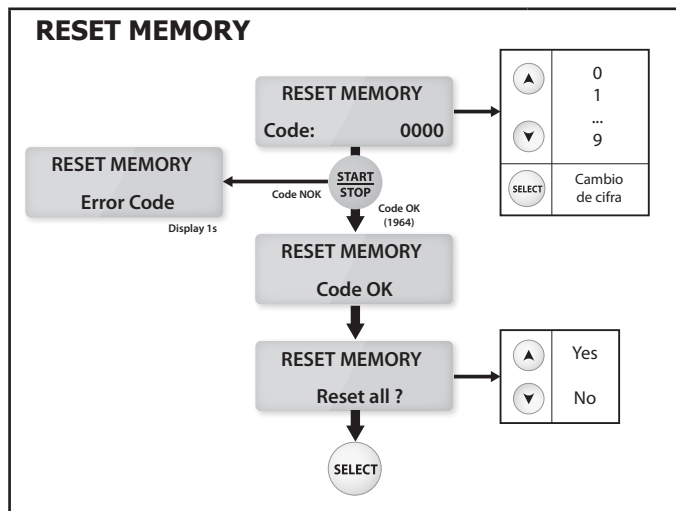 RESET MEMORY
RESET MEMORY
Code: 0000
0
1
...
9
SELECT
Cambio
de cifra
START
STOP
Code NOK
RESET MEMORY
Error Code
Display 1s
Code OK
(1964)
RESET MEMORY
Code OK
RESET MEMORY
Reset all ?
Yes
No
SELECT